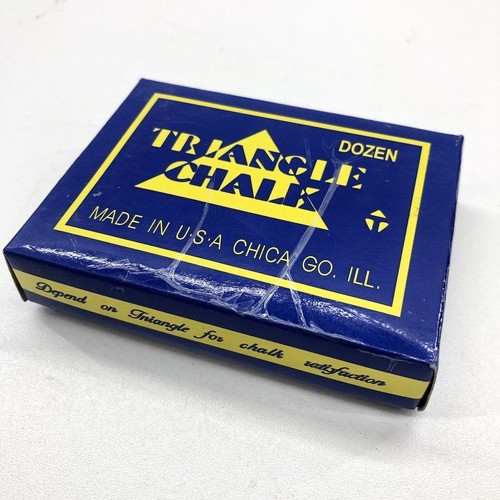 DOZEN
TRIANGLE
CHALK
MADE IN U·S·A CHICA GO. ILL.
Depend on Triangle for chalk satisfaction